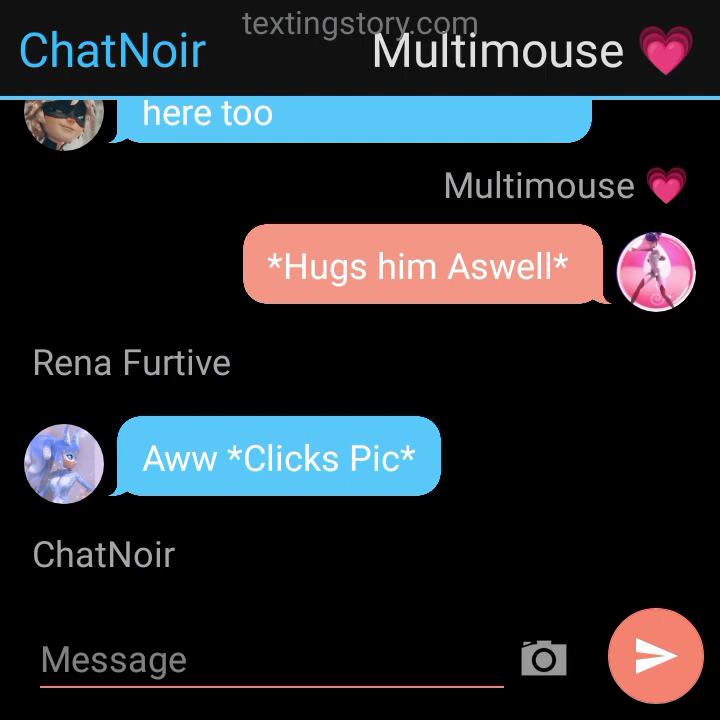 textingstory.com
ChatNoir Multimouse 💗
here too
Multimouse 💗
*Hugs him Aswell*
Rena Furtive
Aww *Clicks Pic*
ChatNoir
Message